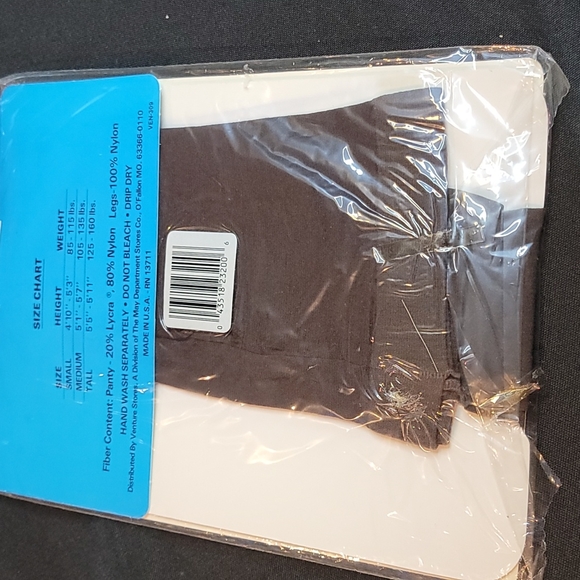 SIZE CHART
SIZE HEIGHT WEIGHT
SMALL 4'10" - 5'3" 85 - 115 lbs.
MEDIUM 5'1" - 5'7" 105 - 135 lbs.
TALL 5'5" - 5'11" 125 - 160 lbs.
Fiber Content: Panty - 20% Lycra ®, 80% Nylon Legs-100% Nylon
HAND WASH SEPARATELY • DO NOT BLEACH • DRIP DRY
Distributed By Venture Stores, A Division of The May Department Stores Co., O'Fallon MO. 63366-0110
MADE IN U.S.A. - RN 13711
VEN-309
0 43518 23200 6